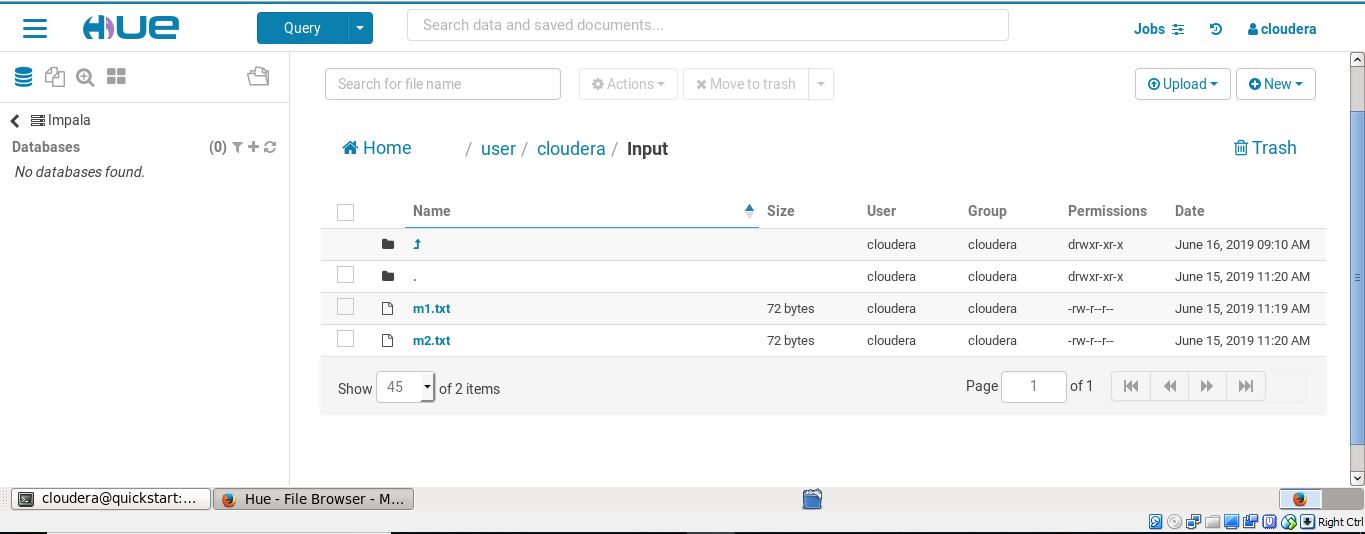 HUE Query Search data and saved documents... Jobs cloudera
Search for file name Actions Move to trash Upload New
Impala
Databases (0)
No databases found.
Home / user / cloudera / Input Trash
Name Size User Group Permissions Date
cloudera cloudera drwxr-xr-x June 16, 2019 09:10 AM
. cloudera cloudera drwxr-xr-x June 15, 2019 11:20 AM
m1.txt 72 bytes cloudera cloudera -rw-r--r-- June 15, 2019 11:19 AM
m2.txt 72 bytes cloudera cloudera -rw-r--r-- June 15, 2019 11:20 AM
Show 45 of 2 items Page 1 of 1
cloudera@quickstart:... Hue - File Browser - M...
Right Ctrl